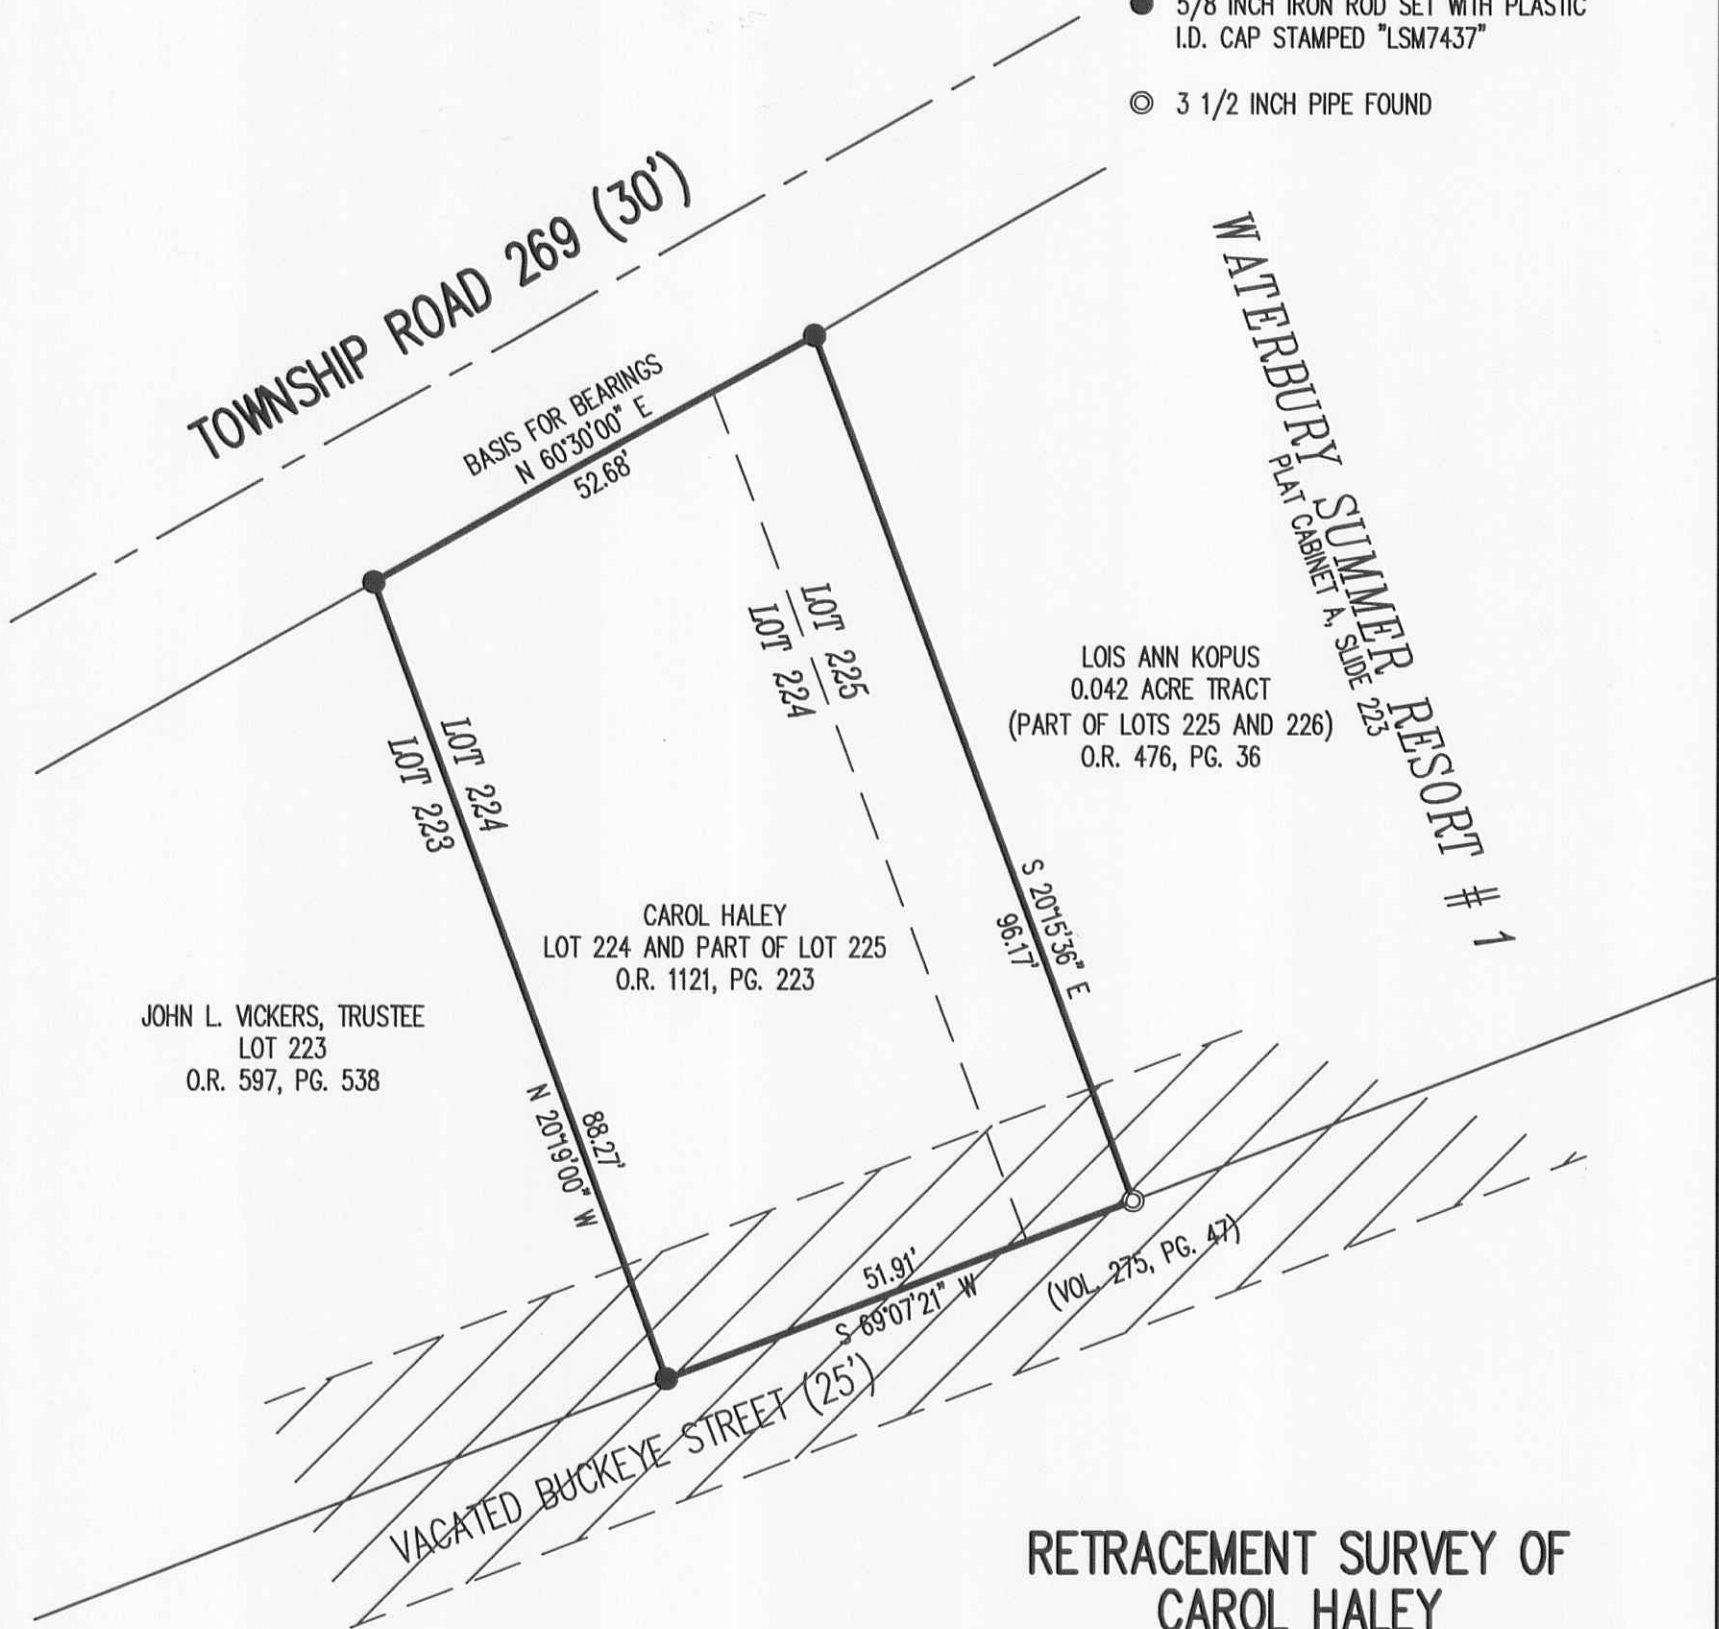 5/8 INCH IRON ROD SET WITH PLASTIC
I.D. CAP STAMPED "LSM7437"
3 1/2 INCH PIPE FOUND
TOWNSHIP ROAD 269 (30')
BASIS FOR BEARINGS
N 60°30'00" E
52.68'
WATERBURY SUMMER RESORT # 1
PLAT CABINET A, SLIDE 223
LOT 225
LOT 224
LOIS ANN KOPUS
0.042 ACRE TRACT
(PART OF LOTS 225 AND 226)
O.R. 476, PG. 36
LOT 224
LOT 223
S 20°15'36" E
96.17'
CAROL HALEY
LOT 224 AND PART OF LOT 225
O.R. 1121, PG. 223
JOHN L. VICKERS, TRUSTEE
LOT 223
O.R. 597, PG. 538
88.27'
N 20°19'00" W
51.91'
S 69°07'21" W
(VOL. 275, PG. 47)
VACATED BUCKEYE STREET (25')
RETRACEMENT SURVEY OF
CAROL HALEY